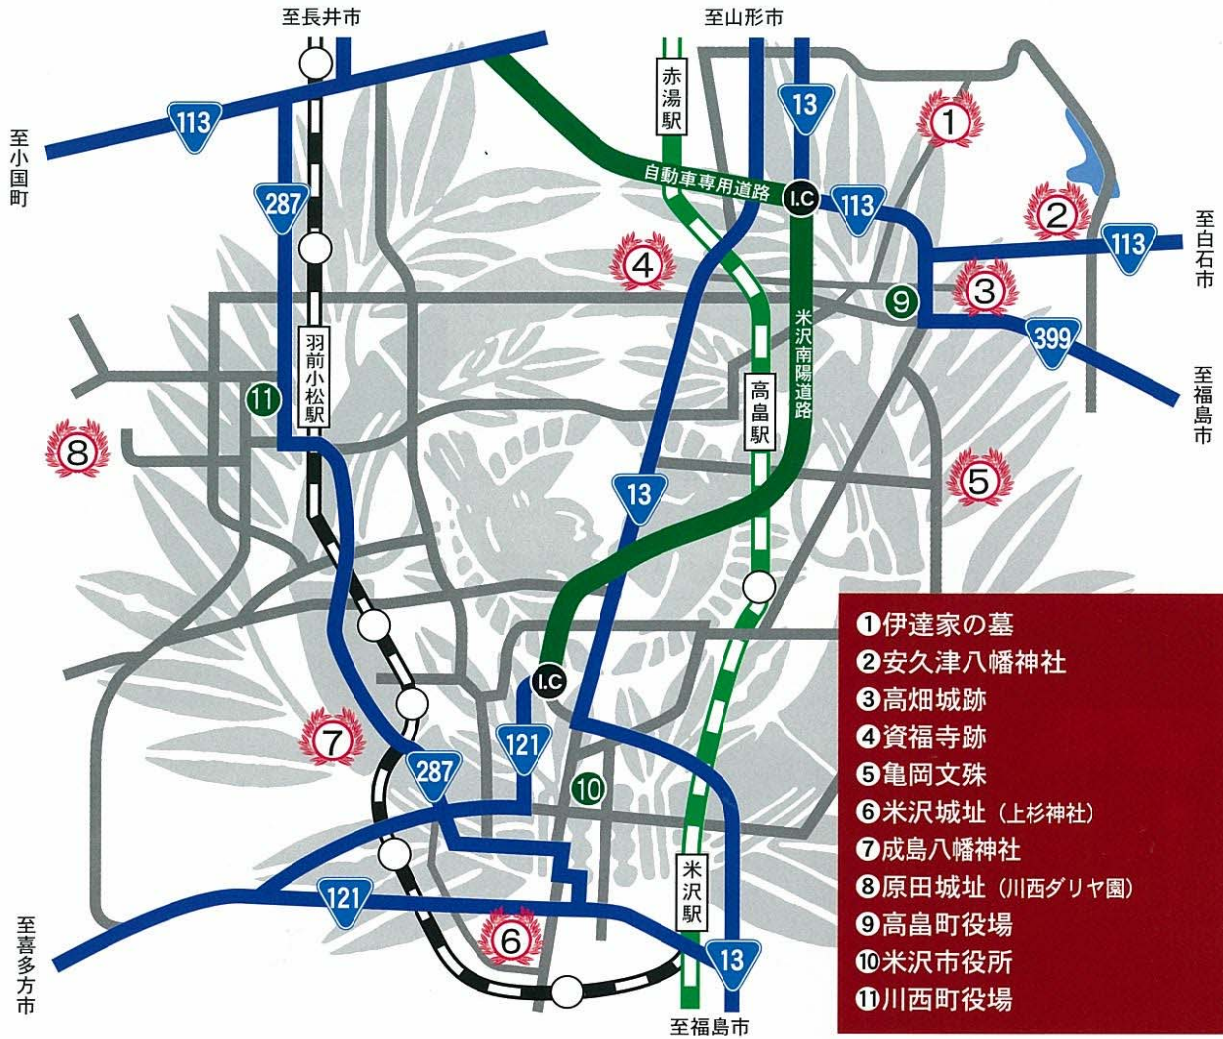 至長井市
至山形市
赤湯駅
13
①
113
至小国町
自動車専用道路
I.C
113
287
②
至白石市
113
④
③
⑨
399
羽前小松駅
米沢南陽道路
高畠駅
至福島市
⑪
⑧
13
⑤
I.C
⑦
121
287
⑩
米沢駅
121
⑥
13
至喜多方市
至福島市
❶伊達家の墓
❷安久津八幡神社
❸高畑城跡
❹資福寺跡
❺亀岡文殊
❻米沢城址（上杉神社）
❼成島八幡神社
❽原田城址（川西ダリヤ園）
❾高畠町役場
❿米沢市役所
⓫川西町役場